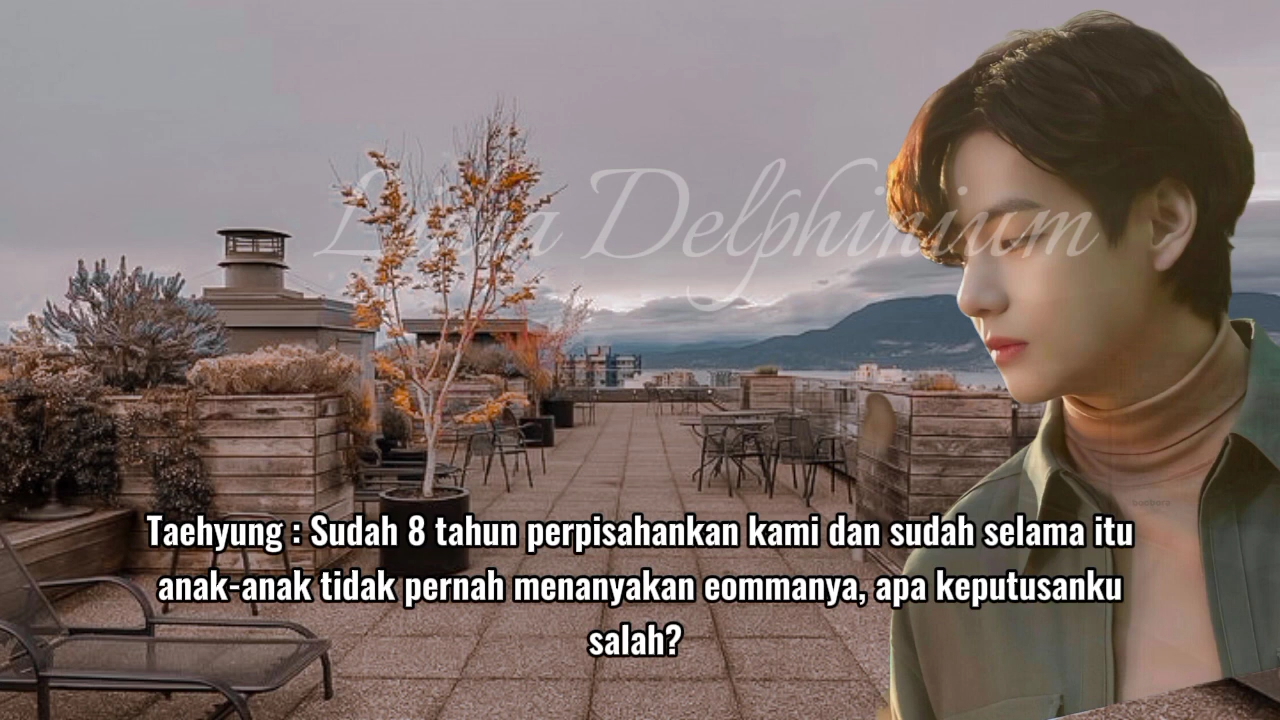 Delphinium
Taehyung : Sudah 8 tahun perpisahankan kami dan sudah selama itu
anak-anak tidak pernah menanyakan eommanya, apa keputusanku
salah?